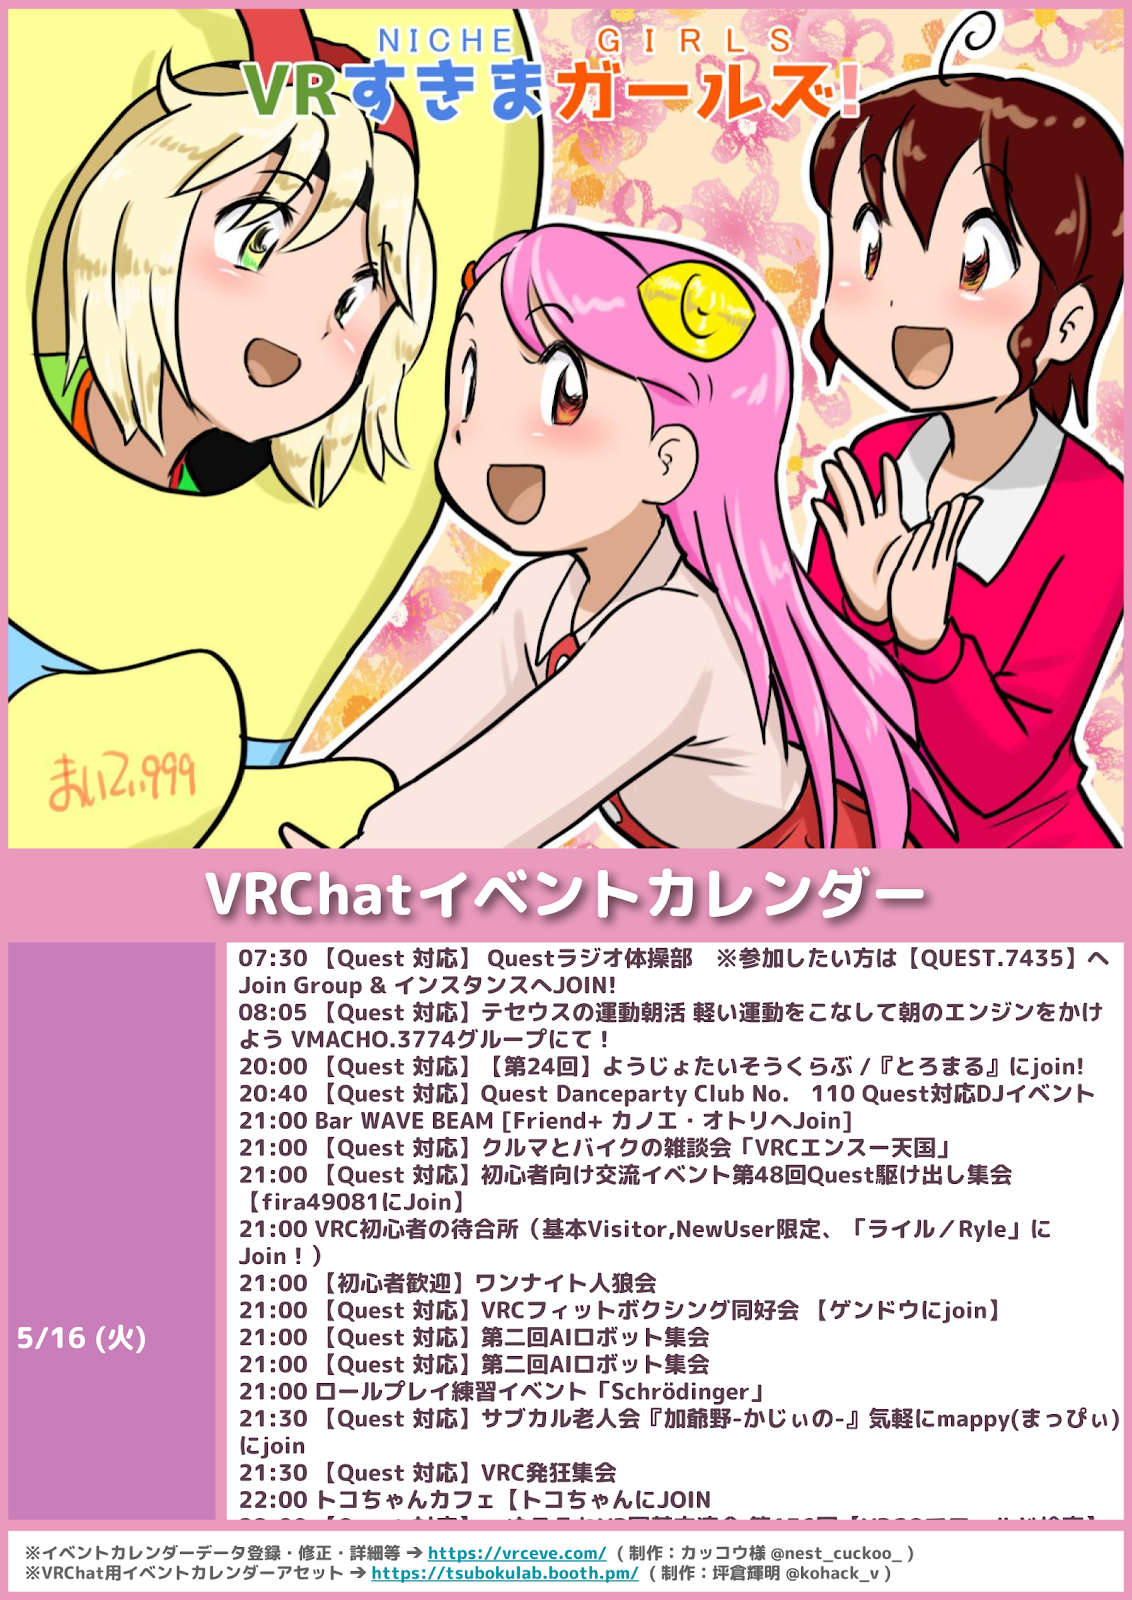 NICHE GIRLS
VRすきまガールズ!
まいてぃ999
VRChatイベントカレンダー
5/16 (火)
07:30 【Quest 対応】 Questラジオ体操部　※参加したい方は【QUEST.7435】へ
Join Group & インスタンスへJOIN!
08:05 【Quest 対応】テセウスの運動朝活 軽い運動をこなして朝のエンジンをかけ
よう VMACHO.3774グループにて！
20:00 【Quest 対応】【第24回】ようじょたいそうくらぶ /『とろまる』にjoin!
20:40 【Quest 対応】Quest Danceparty Club No.　110 Quest対応DJイベント
21:00 Bar WAVE BEAM [Friend+ カノエ・オトリへJoin]
21:00 【Quest 対応】クルマとバイクの雑談会「VRCエンスー天国」
21:00 【Quest 対応】初心者向け交流イベント第48回Quest駆け出し集会
【fira49081にJoin】
21:00 VRC初心者の待合所（基本Visitor,NewUser限定、「ライル／Ryle」に
Join！）
21:00 【初心者歓迎】ワンナイト人狼会
21:00 【Quest 対応】VRCフィットボクシング同好会 【ゲンドウにjoin】
21:00 【Quest 対応】第二回AIロボット集会
21:00 【Quest 対応】第二回AIロボット集会
21:00 ロールプレイ練習イベント「Schrödinger」
21:30 【Quest 対応】サブカル老人会『加爺野-かじぃの-』気軽にmappy(まっぴぃ)
にjoin
21:30 【Quest 対応】VRC発狂集会
22:00 トコちゃんカフェ【トコちゃんにJOIN
※イベントカレンダーデータ登録・修正・詳細等 ➔ https://vrceve.com/ （ 制作：カッコウ様 @nest_cuckoo_ ）
※VRChat用イベントカレンダーアセット ➔ https://tsubokulab.booth.pm/ （ 制作：坪倉輝明 @kohack_v ）